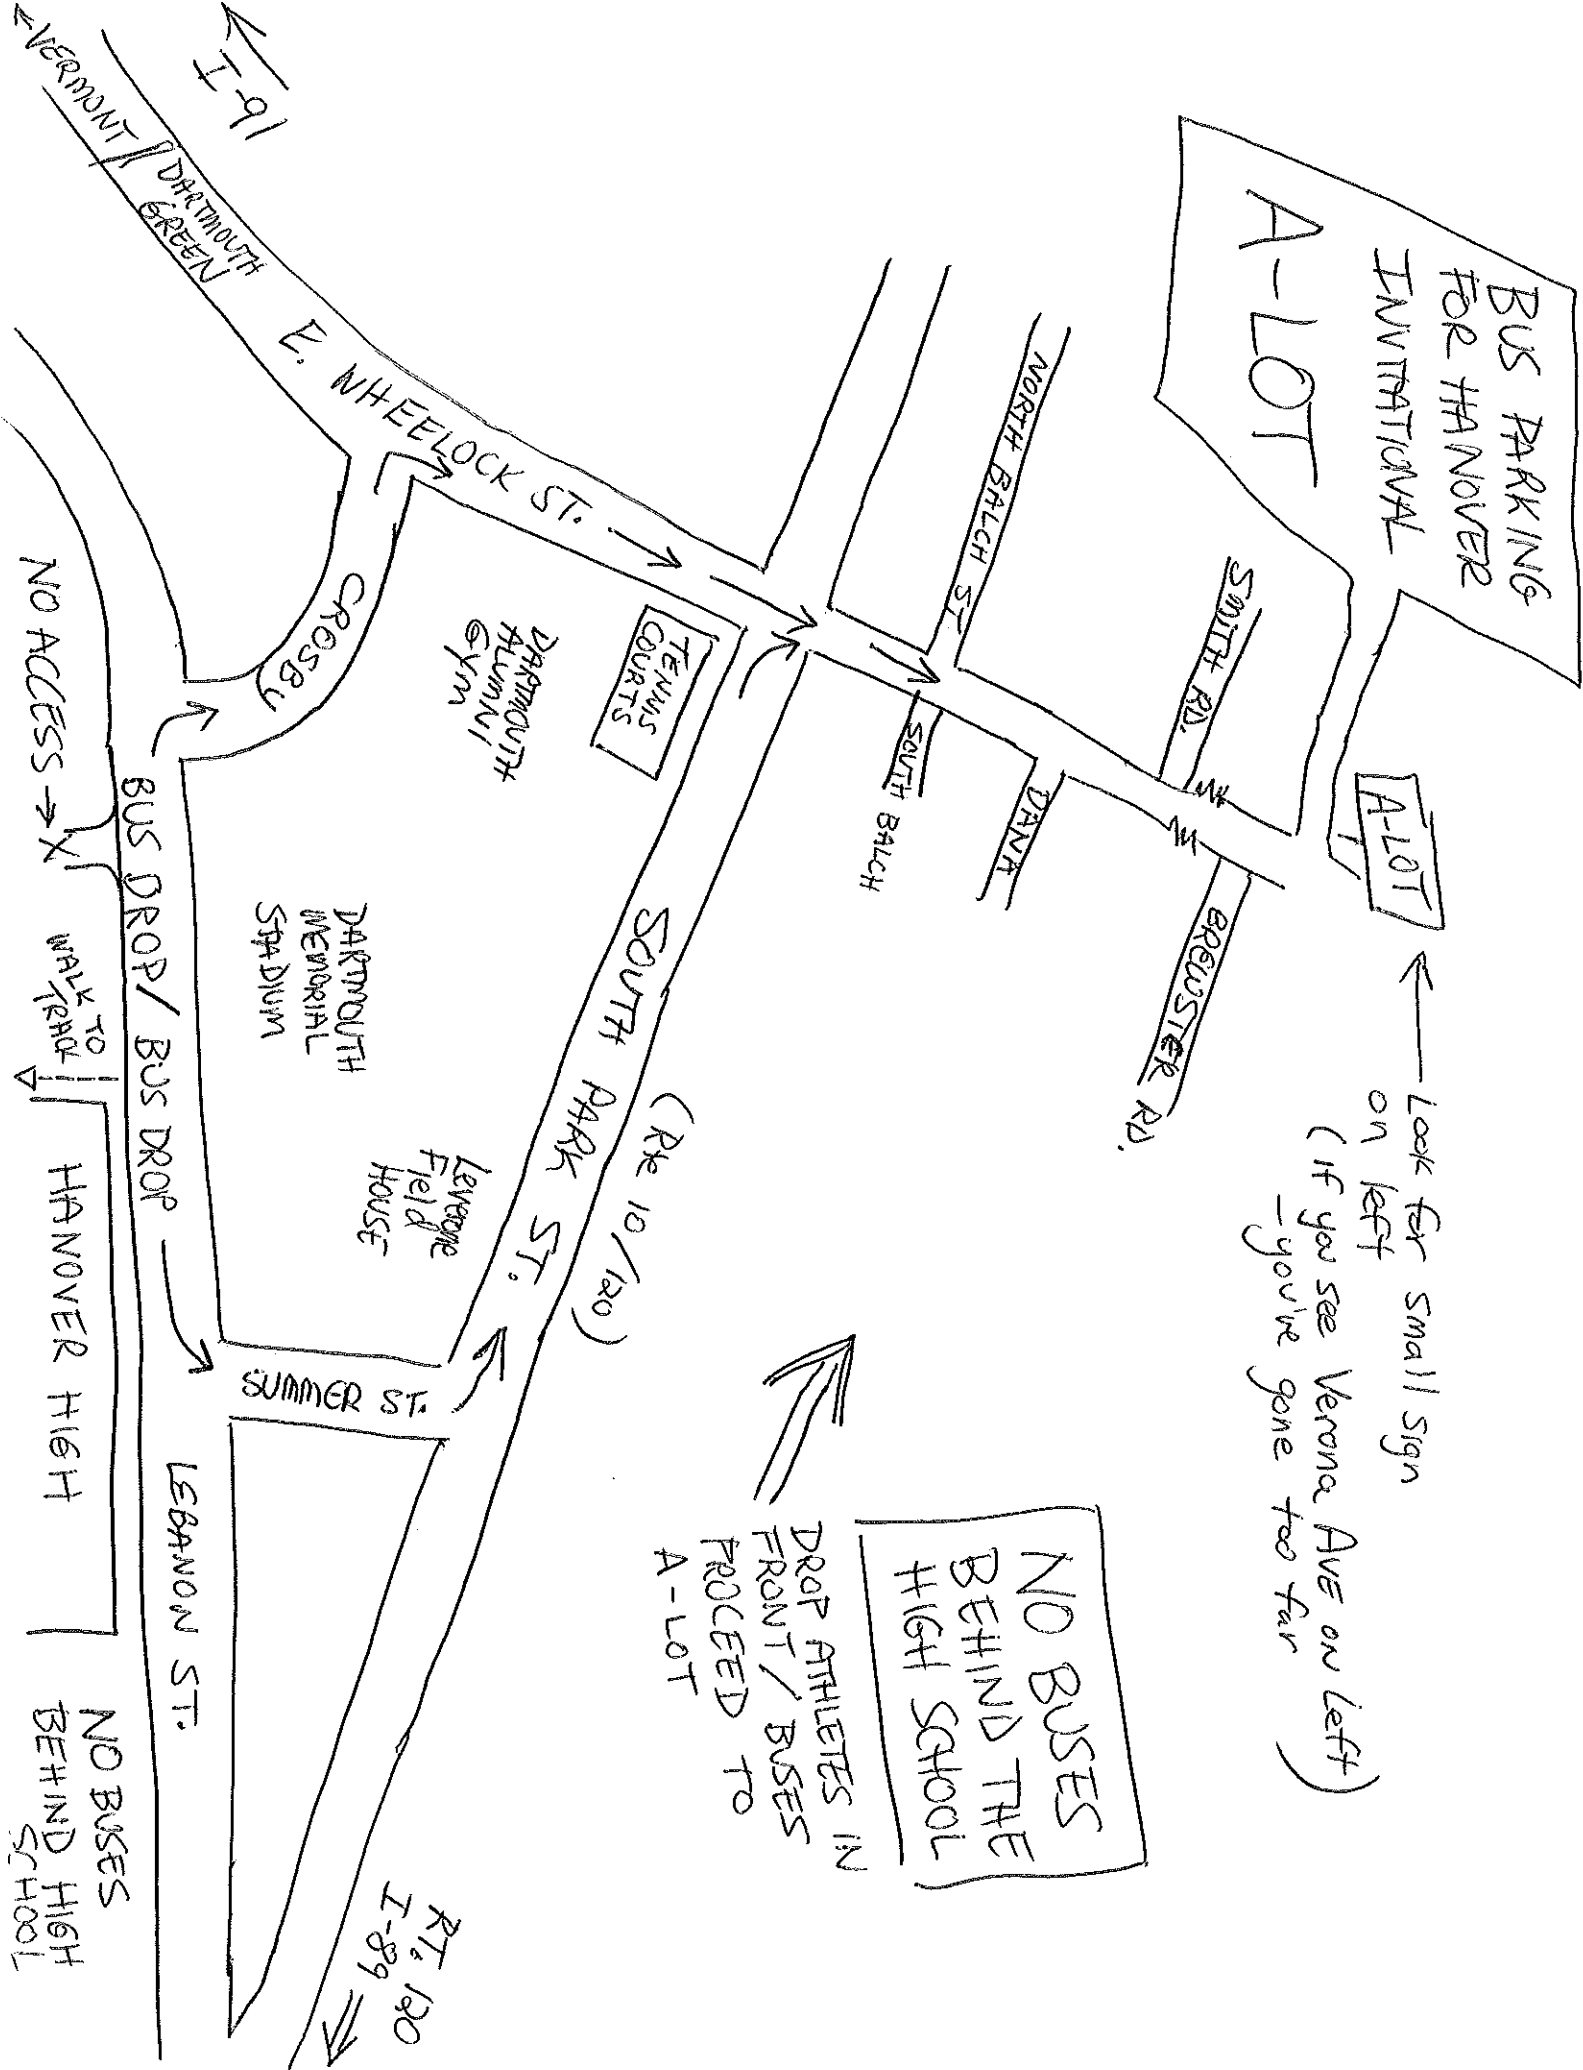 BUS PARKING
FOR HANOVER
INVITATIONAL
A-LOT
A-LOT
Look for small sign
on left
(if you see Verona Ave on left)
- you've gone too far
SMITH RD.
BREWSTER RD.
NORTH BALCH ST
DANA
SOUTH BALCH
NO BUSES
BEHIND THE
HIGH SCHOOL
DROP ATHLETES IN
FRONT / BUSES
PROCEED TO
A-LOT
I-91
VERMONT
DARTMOUTH
GREEN
E. WHEELOCK ST.
TENNIS
COURTS
DARTMOUTH
ALUMNI
GYM
CROSBY
SOUTH PARK ST.
(Rte 10/120)
DARTMOUTH
MEMORIAL
STADIUM
Leverone
Field
HOUSE
SUMMER ST.
RT. 120
I-89
BUS DROP / BUS DROP
LEBANON ST.
NO ACCESS → X
WALK TO
TRACK
HANOVER HIGH
NO BUSES
BEHIND HIGH
SCHOOL